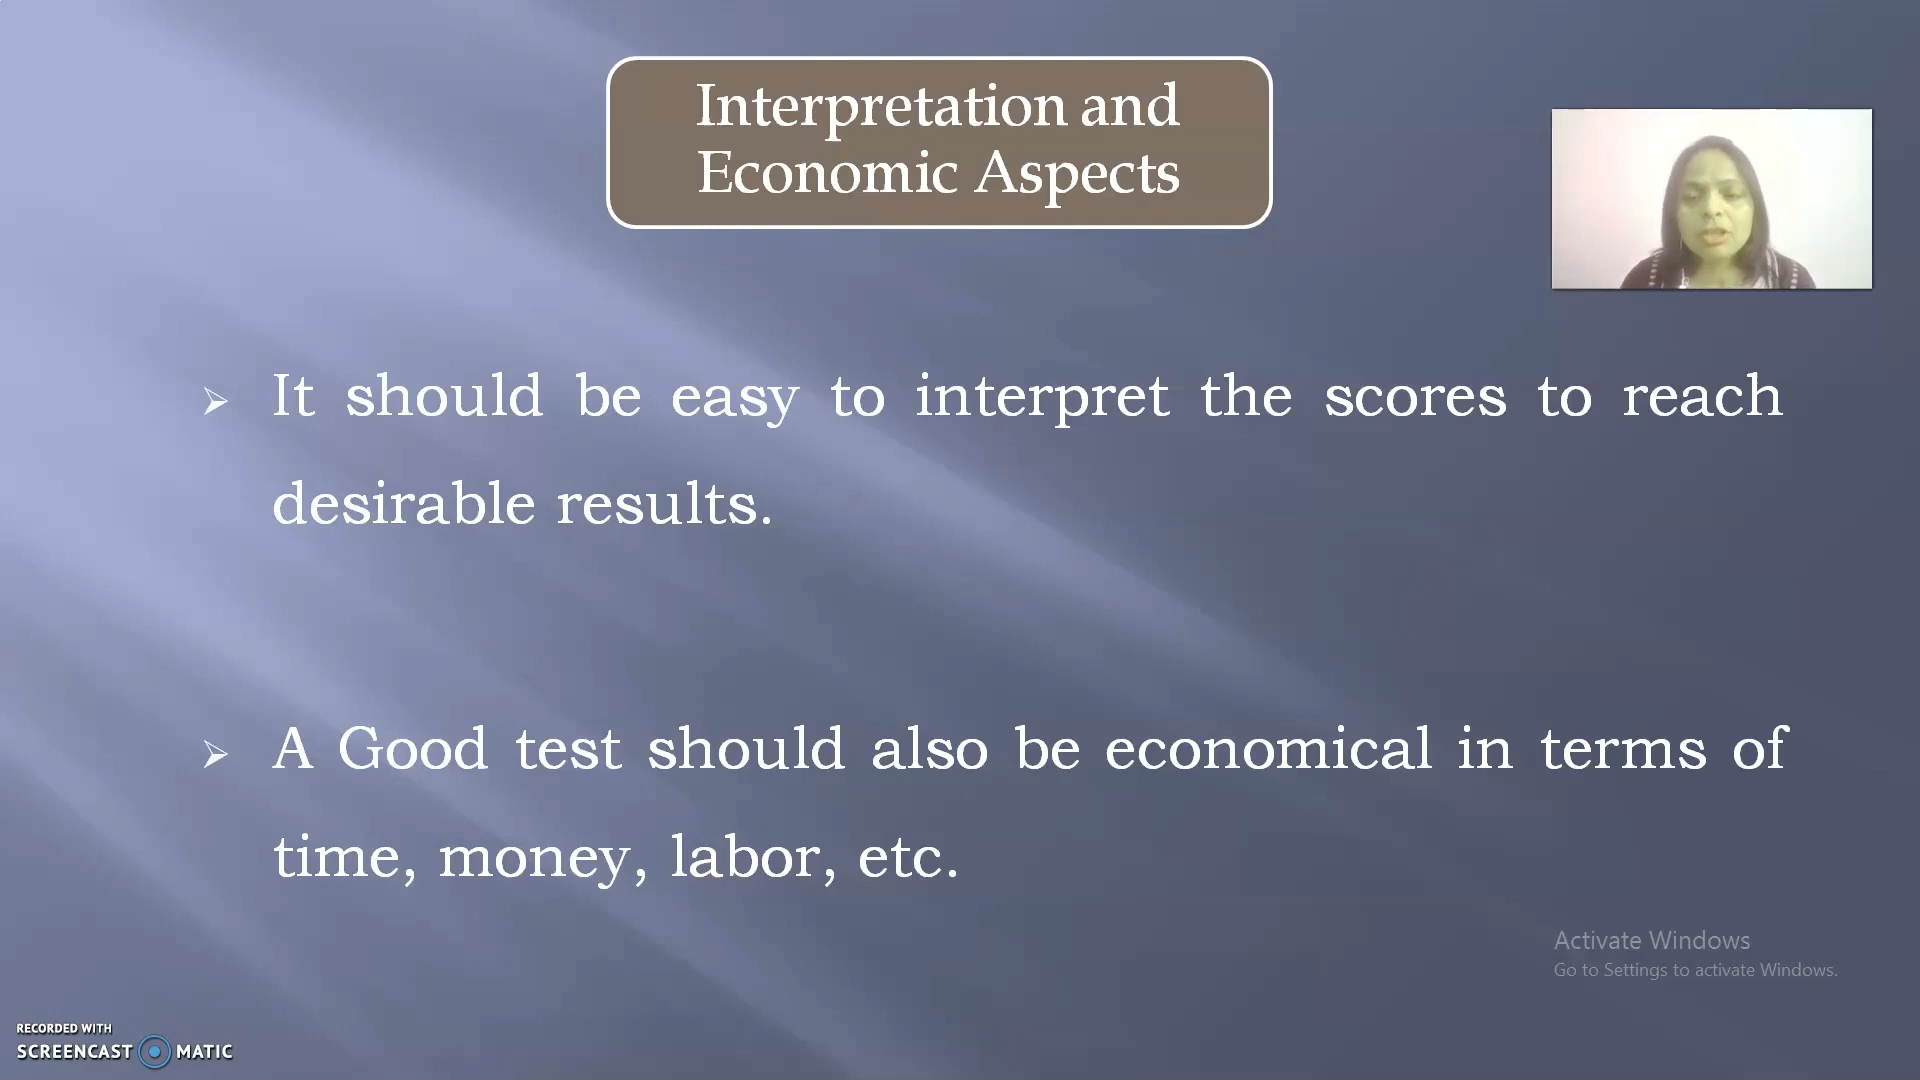 Interpretation and
Economic Aspects
➢ It should be easy to interpret the scores to reach
desirable results.
➢ A Good test should also be economical in terms of
time, money, labor, etc.
Activate Windows
Go to Settings to activate Windows.
RECORDED WITH
SCREENCAST MATIC